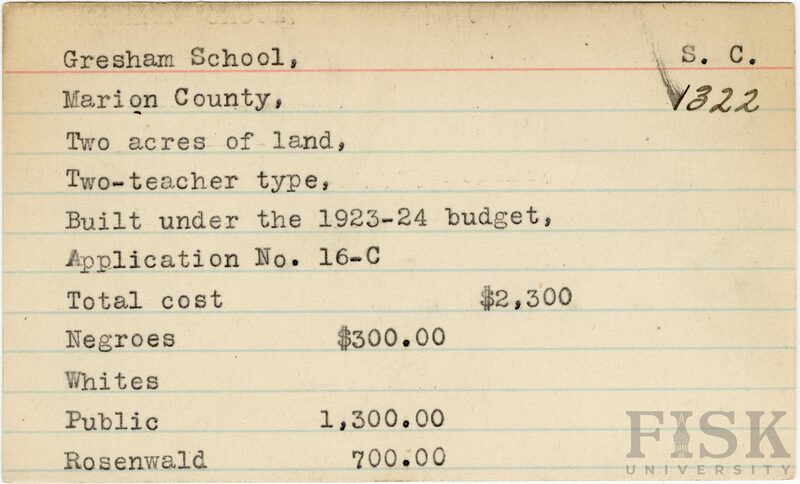 Gresham School, S. C.
Marion County, 1322
Two acres of land,
Two-teacher type,
Built under the 1923-24 budget,
Application No. 16-C
Total cost $2,300
Negroes $300.00
Whites
Public 1,300.00
Rosenwald 700.00
FISK
UNIVERSITY